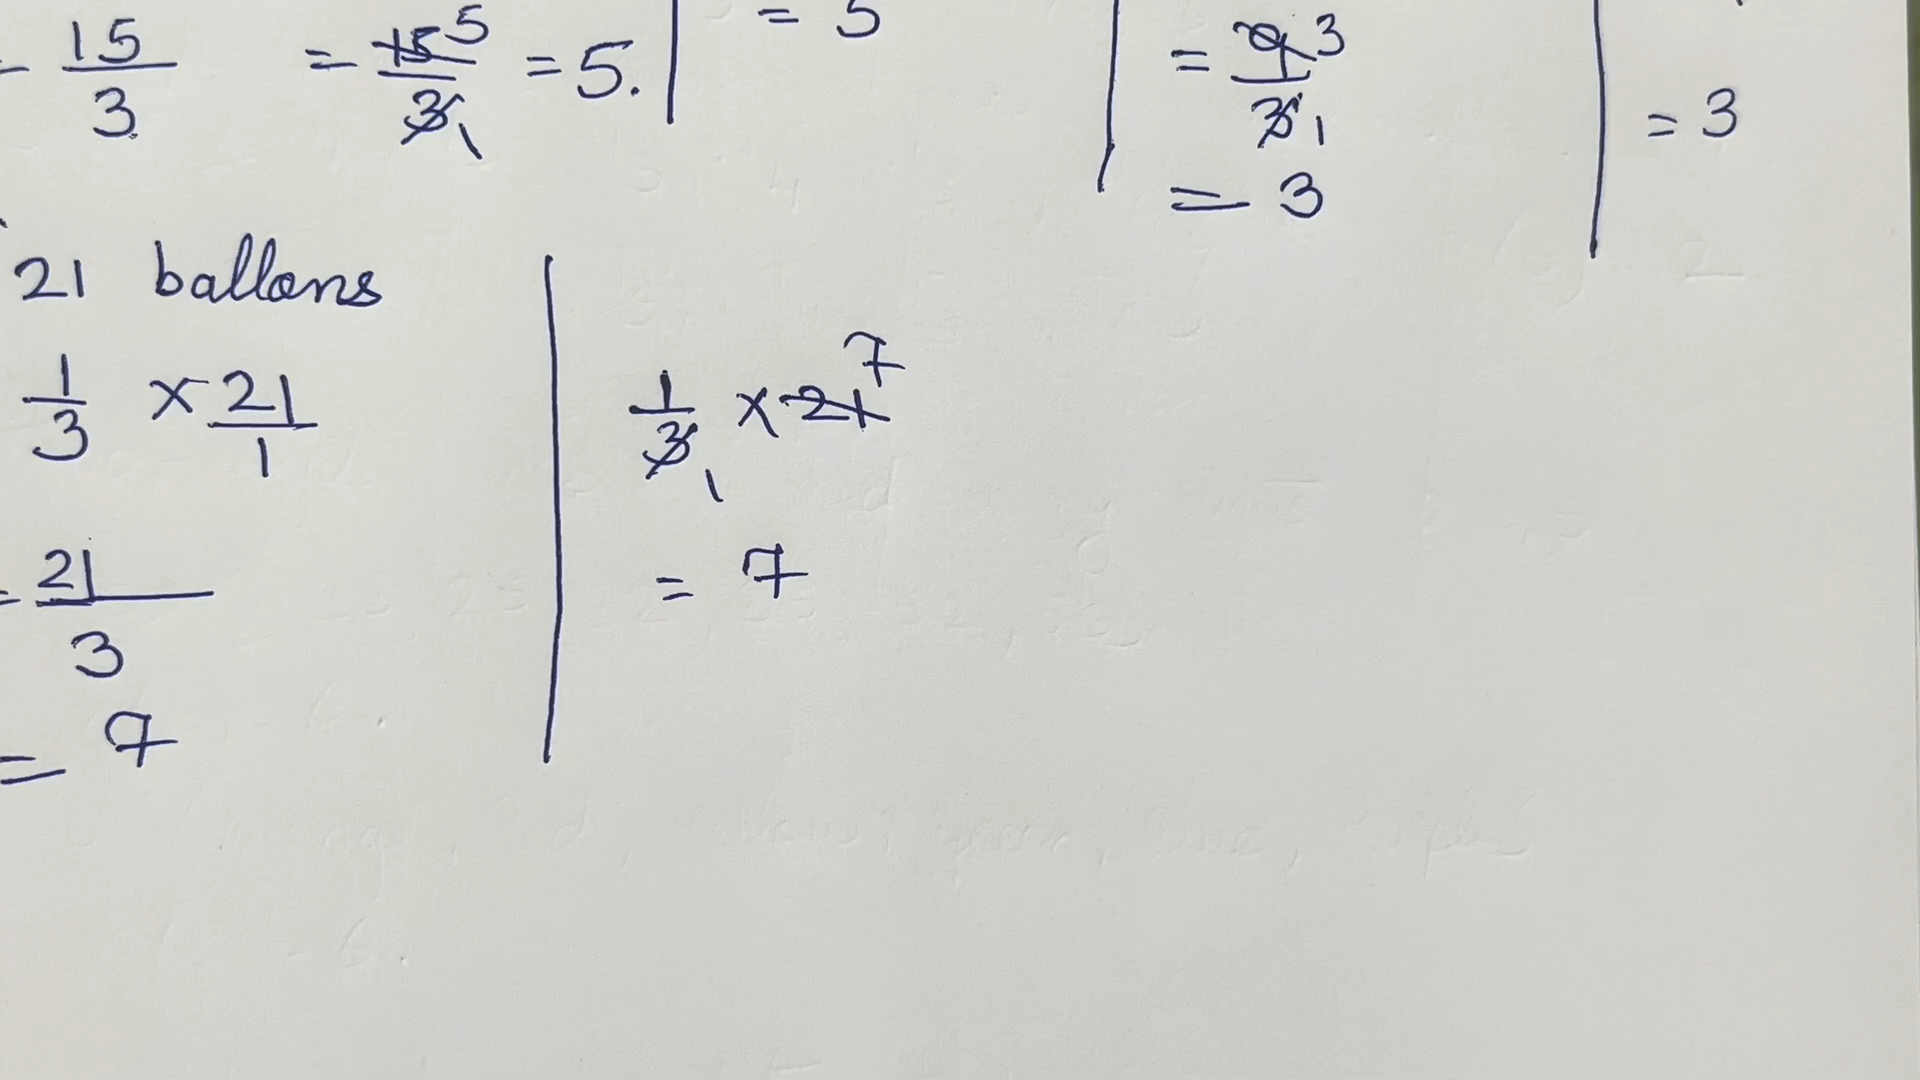 - 15/3 = 15/3 5 1 = 5.
= 5
= 9/3 3 1
= 3
= 3
21 ballons
1/3 × 21/1
= 21/3
= 7
1/3 1 × 21 7
= 7